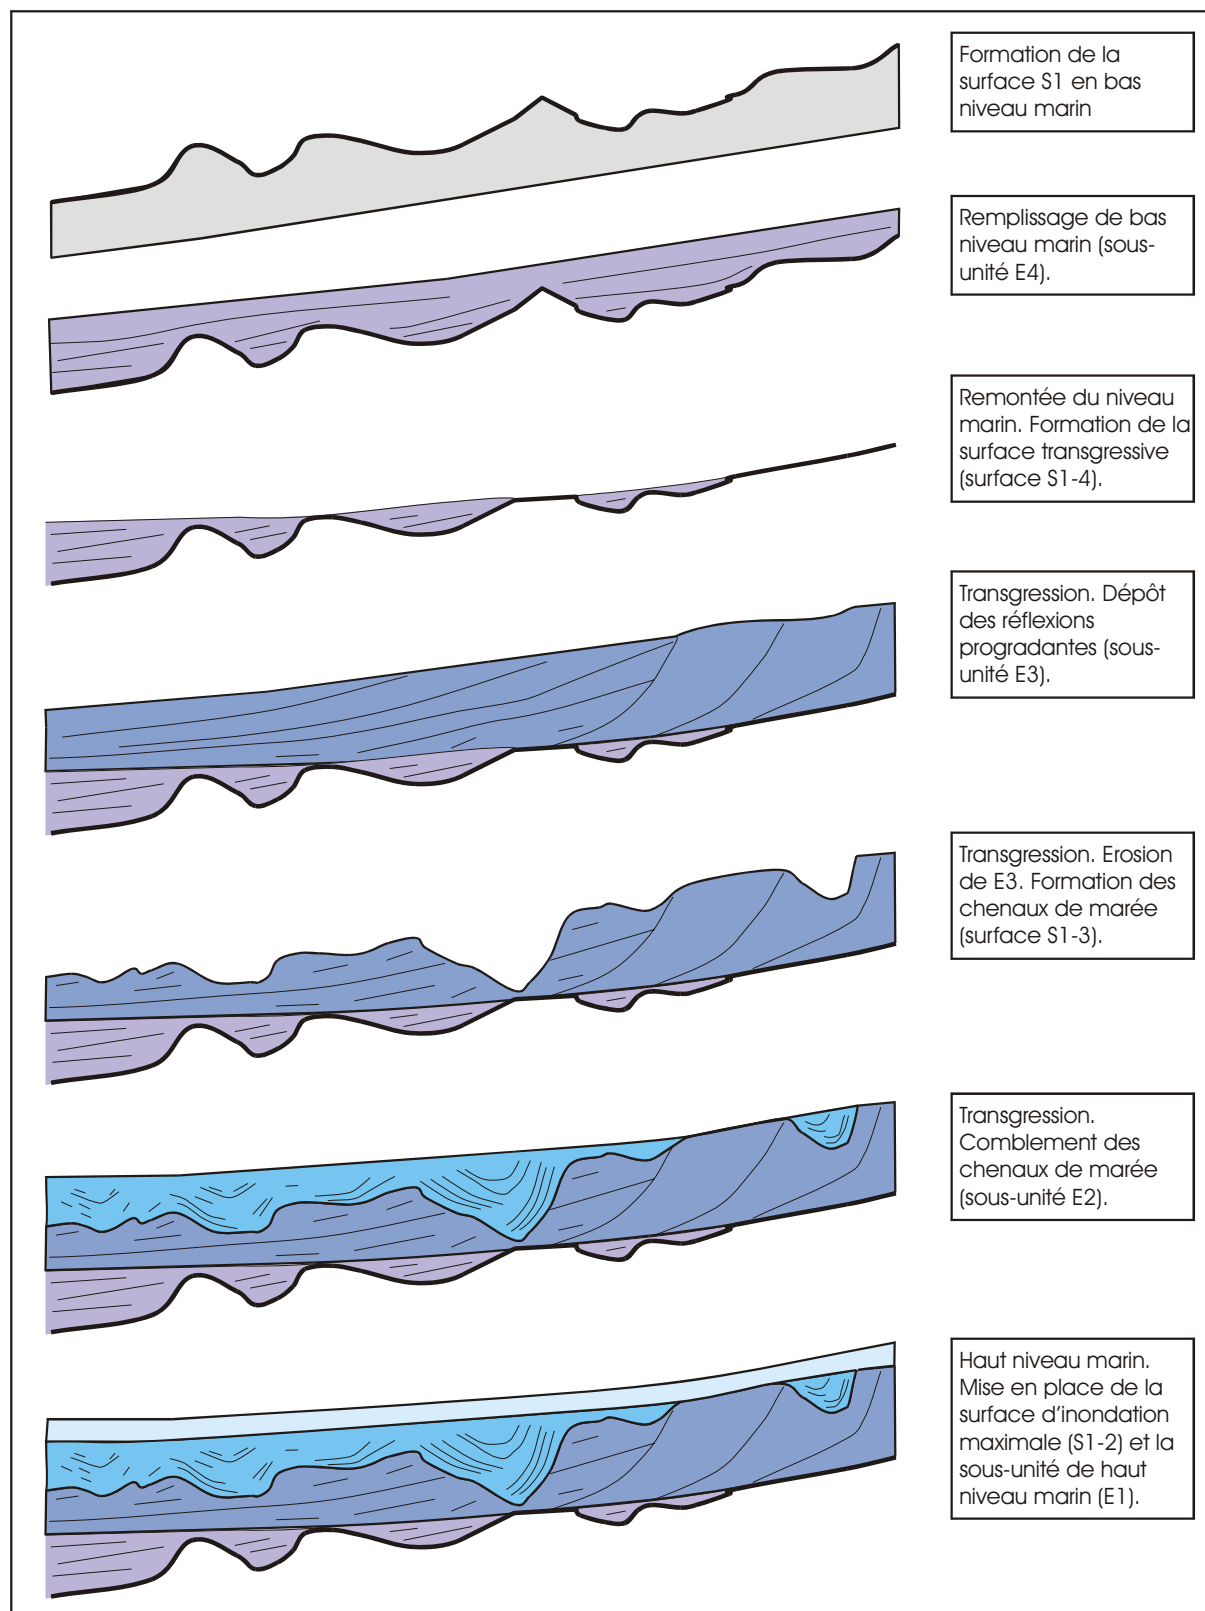 Formation de la
surface S1 en bas
niveau marin
Remplissage de bas
niveau marin (sous-
unité E4).
Remontée du niveau
marin. Formation de la
surface transgressive
(surface S1-4).
Transgression. Dépôt
des réflexions
progradantes (sous-
unité E3).
Transgression. Erosion
de E3. Formation des
chenaux de marée
(surface S1-3).
Transgression.
Comblement des
chenaux de marée
(sous-unité E2).
Haut niveau marin.
Mise en place de la
surface d'inondation
maximale (S1-2) et la
sous-unité de haut
niveau marin (E1).